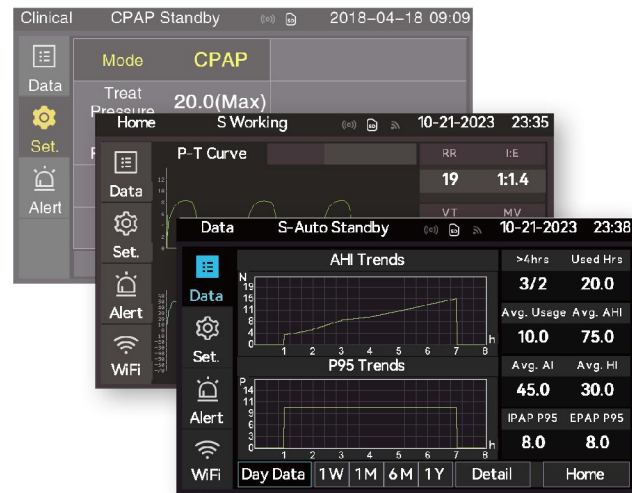 Clinical CPAP Standby 2018-04-18 09:09
Data
Set.
Alert
Mode CPAP
Treat
Pressure 20.0(Max)
Home S Working 10-21-2023 23:35
Data
Set.
Alert
WiFi
P-T Curve
RR I:E
19 1:1.4
VT MV
Data S-Auto Standby 10-21-2023 23:38
Data
Set.
Alert
WiFi
AHI Trends
N
19
15
11
8
4
0
1 2 3 4 5 6 7 8 h
P95 Trends
P
14
11
9
6
3
0
1 2 3 4 5 6 7 8 h
>4hrs Used Hrs
3/2 20.0
Avg. Usage Avg. AHI
10.0 75.0
Avg. AI Avg. HI
45.0 30.0
IPAP P95 EPAP P95
8.0 8.0
Day Data 1W 1M 6M 1Y Detail Home